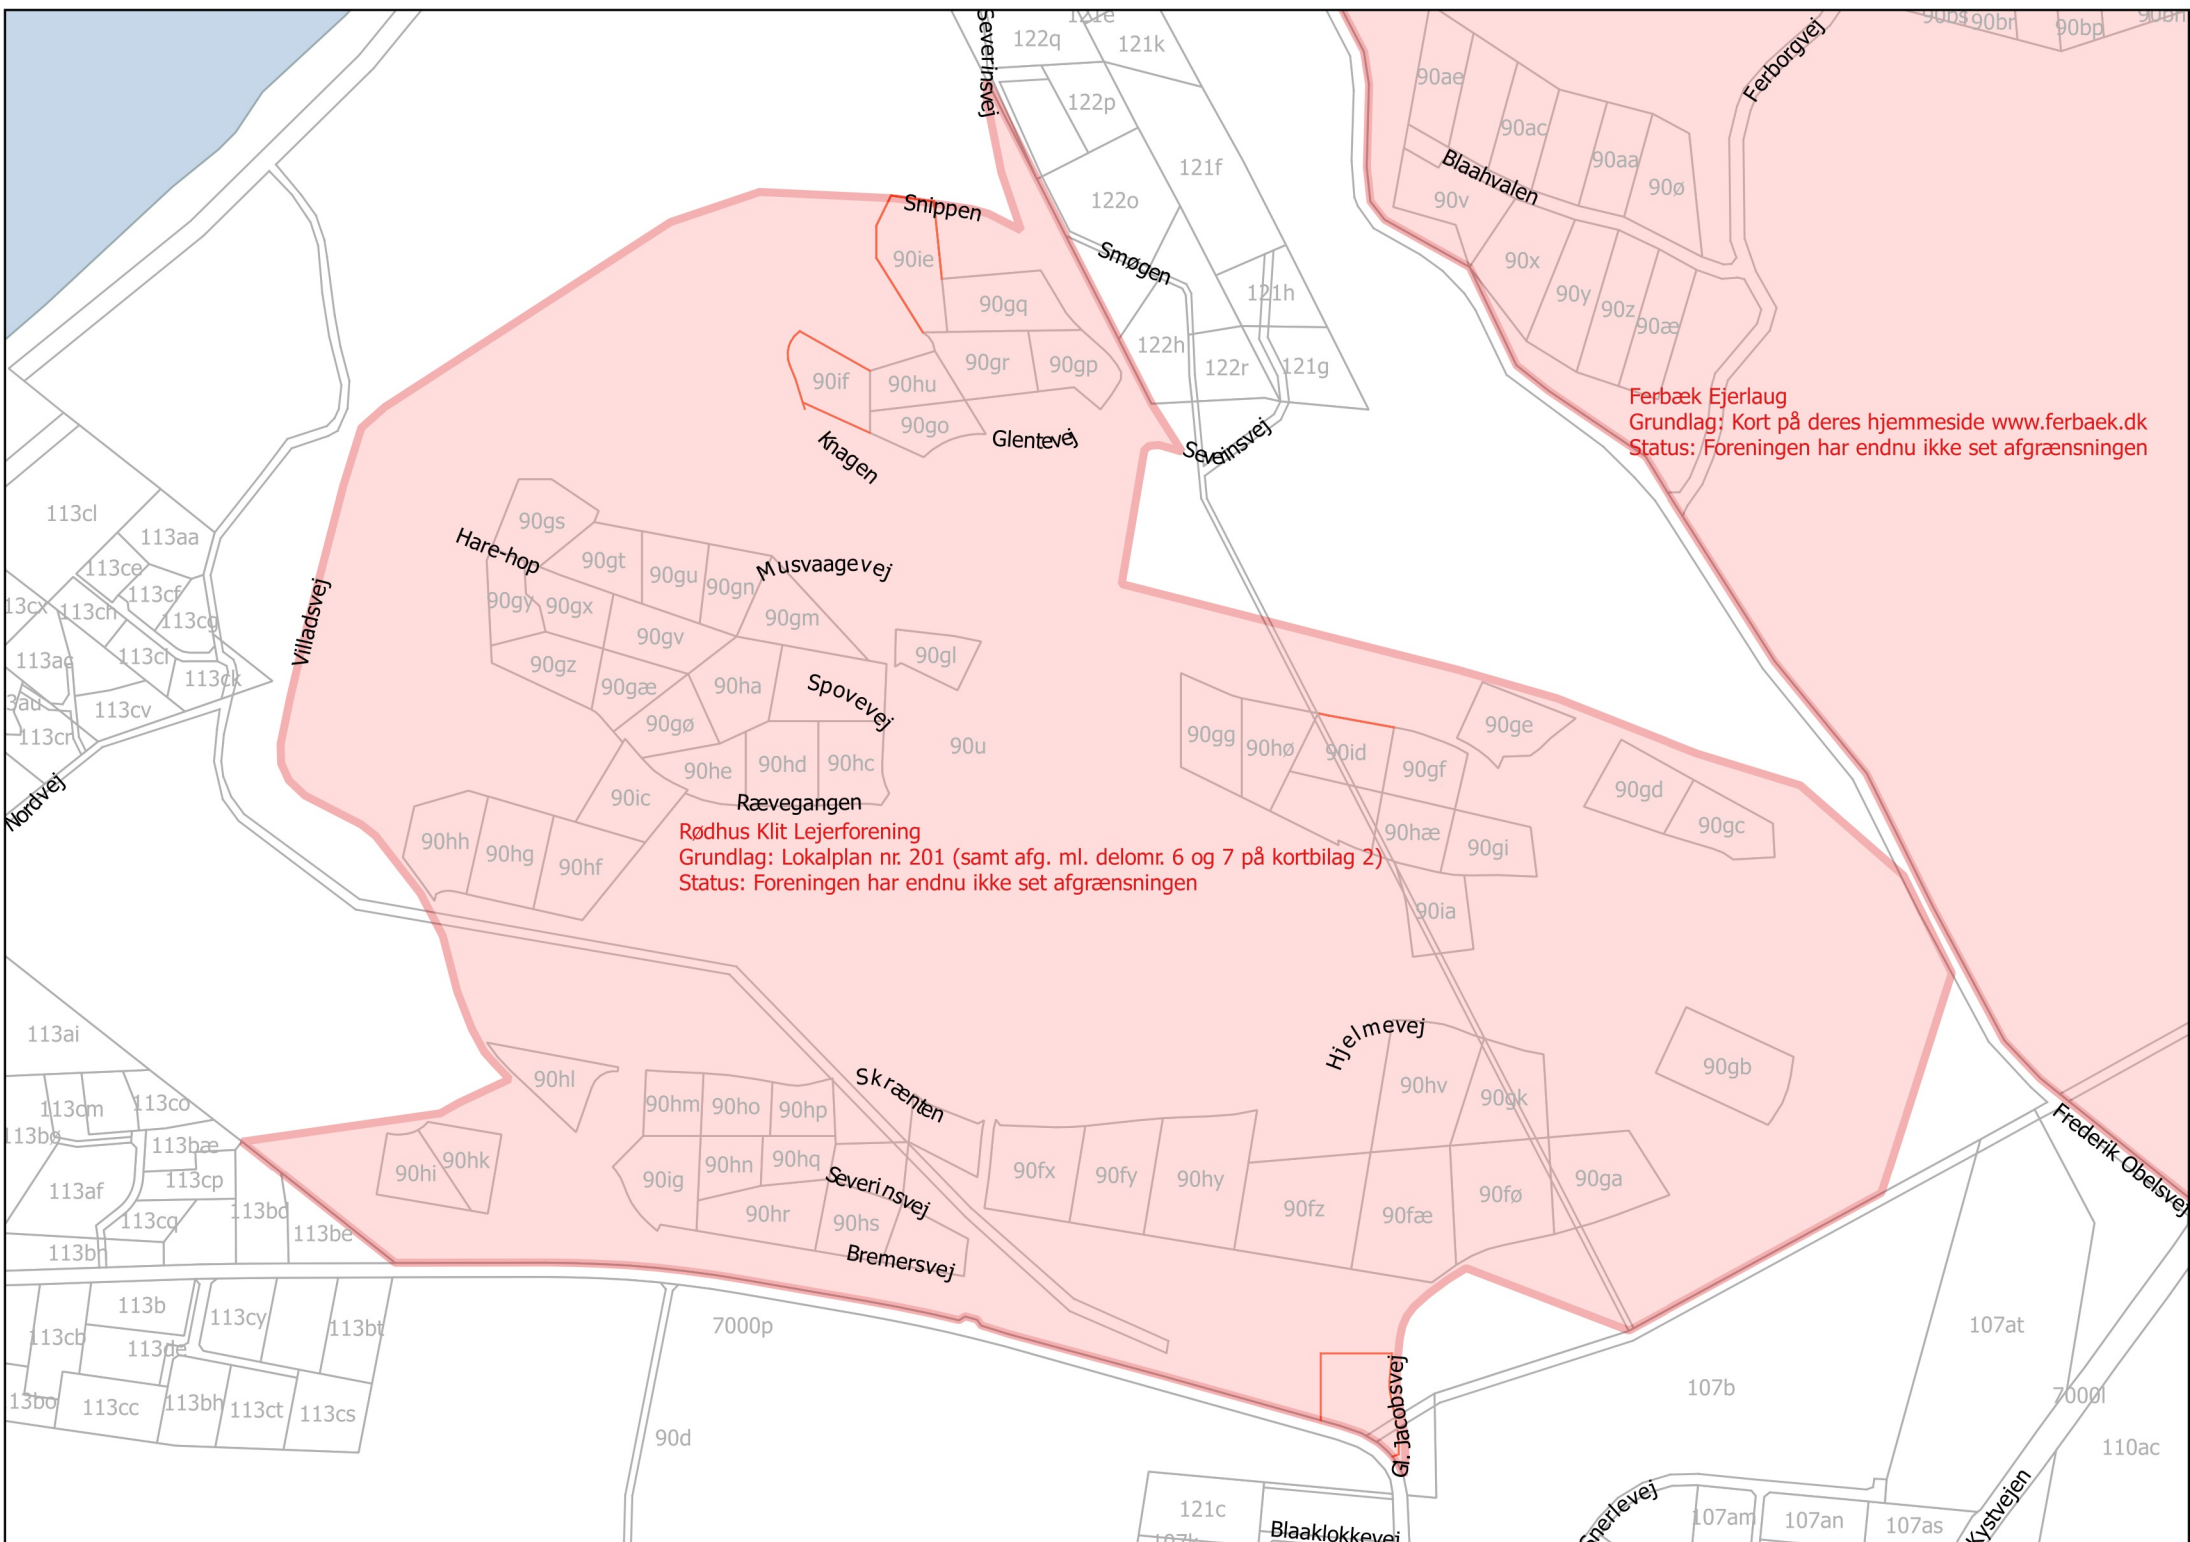 122q
121e
121k
Severinsvej
122p
121f
122o
Smøgen
121h
122h
122r
121g
Severinsvej
90bs
90br
90bp
90bn
Ferborgvej
90ae
90ac
90aa
90ø
Blaahvalen
90v
90x
90y
90z
90æ
Ferbæk Ejerlaug
Grundlag: Kort på deres hjemmeside www.ferbaek.dk
Status: Foreningen har endnu ikke set afgrænsningen
Snippen
90ie
90gq
90gr
90gp
90if
90hu
90go
Glentevej
Knagen
113cl
113aa
113ce
113cf
13cx
113ch
113cg
113ac
113ci
113ck
3au
113cv
113cr
Nordvej
Villadsvej
Hare-hop
90gs
90gt
90gu
90gn
Musvaagevej
90gy
90gx
90gv
90gm
90gl
90gz
90gæ
90ha
Spovevej
90gø
90u
90he
90hd
90hc
90ic
Rævegangen
90hh
90hg
90hf
Rødhus Klit Lejerforening
Grundlag: Lokalplan nr. 201 (samt afg. ml. delomr. 6 og 7 på kortbilag 2)
Status: Foreningen har endnu ikke set afgrænsningen
90gg
90hø
90id
90gf
90ge
90gd
90gc
90hæ
90gi
90ia
Hjelmevej
90hv
90gk
90gb
113ai
113cm
113co
113bø
113bæ
113af
113cp
113cq
113bd
113be
90hl
90hm
90ho
90hp
Skrænten
90hi
90hk
90ig
90hn
90hq
Severinsvej
90hr
90hs
Bremersvej
90fx
90fy
90hy
90fz
90fæ
90fø
90ga
Frederik Obelsvej
113b
113cb
113cy
113bt
113de
13bo
113cc
113bh
113ct
113cs
7000p
90d
Gl. Jacobsvej
107at
107b
7000l
110ac
121c
Blaaklokkevej
107am
107an
107as
Kystvejen